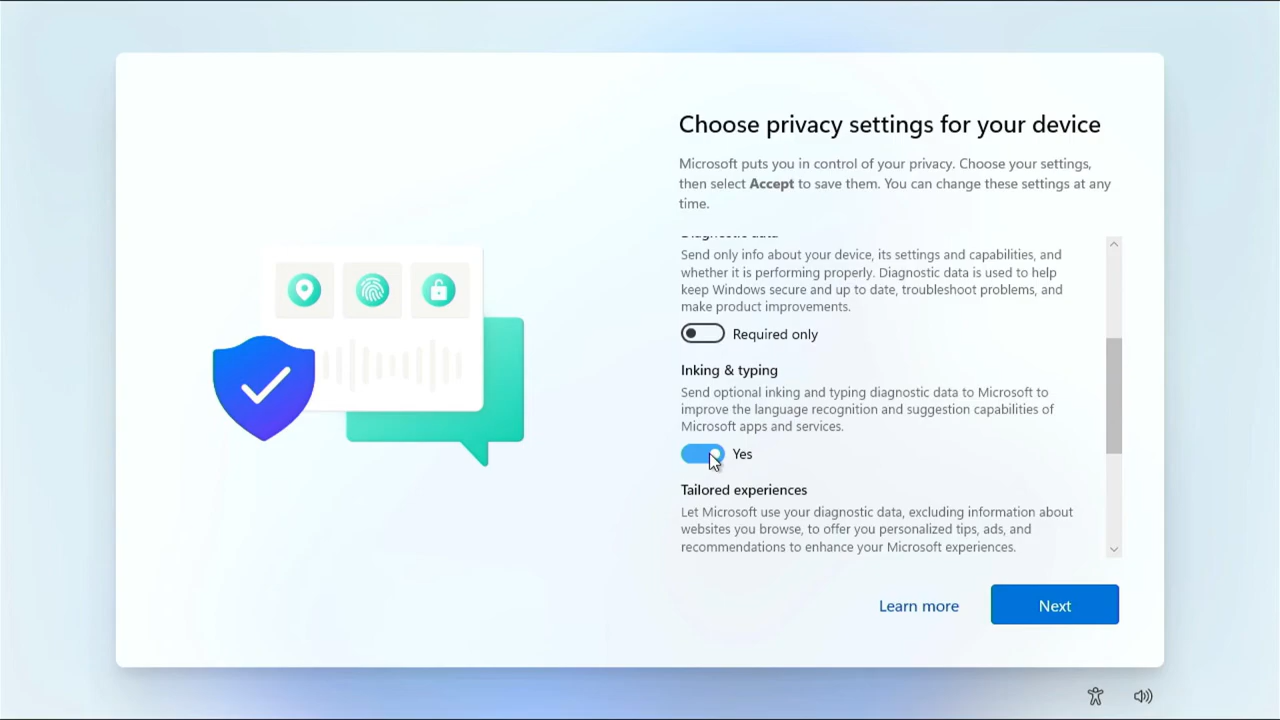 Choose privacy settings for your device
Microsoft puts you in control of your privacy. Choose your settings,
then select Accept to save them. You can change these settings at any
time.
Diagnostic data
Send only info about your device, its settings and capabilities, and
whether it is performing properly. Diagnostic data is used to help
keep Windows secure and up to date, troubleshoot problems, and
make product improvements.
Required only
Inking & typing
Send optional inking and typing diagnostic data to Microsoft to
improve the language recognition and suggestion capabilities of
Microsoft apps and services.
Yes
Tailored experiences
Let Microsoft use your diagnostic data, excluding information about
websites you browse, to offer you personalized tips, ads, and
recommendations to enhance your Microsoft experiences.
Learn more
Next